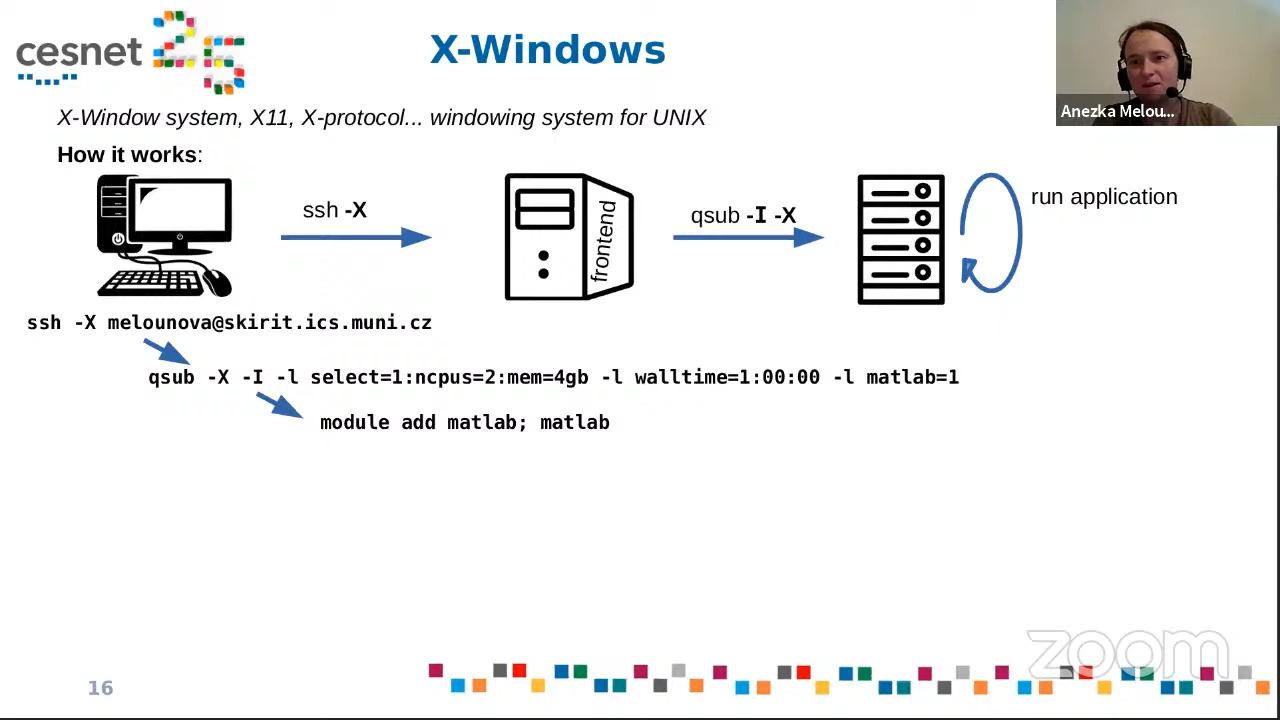 cesnet
25
X-Windows
Anezka Melou...
X-Window system, X11, X-protocol... windowing system for UNIX
How it works:
ssh -X
frontend
qsub -I -X
run application
ssh -X melounova@skirit.ics.muni.cz
qsub -X -I -l select=1:ncpus=2:mem=4gb -l walltime=1:00:00 -l matlab=1
module add matlab; matlab
zoom
16